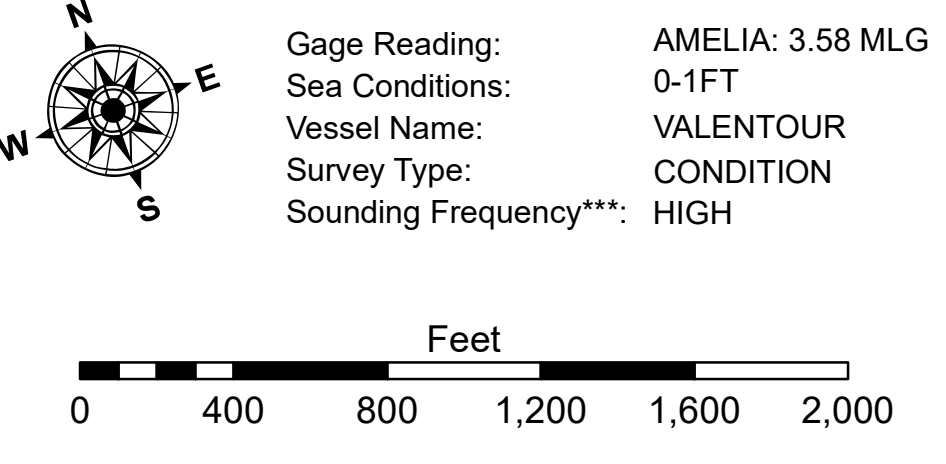 N
E
W
S
Gage Reading: AMELIA: 3.58 MLG
Sea Conditions: 0-1FT
Vessel Name: VALENTOUR
Survey Type: CONDITION
Sounding Frequency***: HIGH
Feet
0 400 800 1,200 1,600 2,000